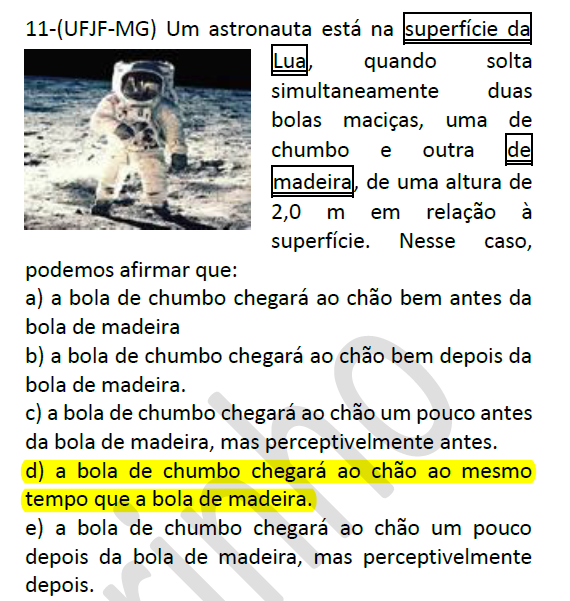 11-(UFJF-MG) Um astronauta está na superfície da
Lua, quando solta
simultaneamente duas
bolas maciças, uma de
chumbo e outra de
madeira, de uma altura de
2,0 m em relação à
superfície. Nesse caso,
podemos afirmar que:
a) a bola de chumbo chegará ao chão bem antes da
bola de madeira
b) a bola de chumbo chegará ao chão bem depois da
bola de madeira.
c) a bola de chumbo chegará ao chão um pouco antes
da bola de madeira, mas perceptivelmente antes.
d) a bola de chumbo chegará ao chão ao mesmo
tempo que a bola de madeira.
e) a bola de chumbo chegará ao chão um pouco
depois da bola de madeira, mas perceptivelmente
depois.
rinho